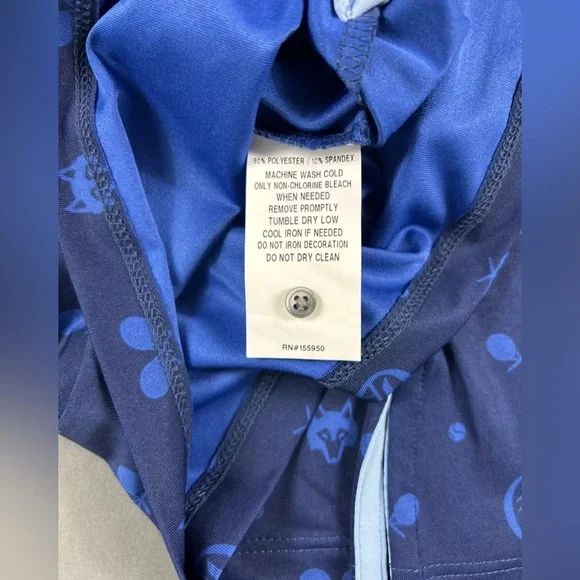 90% POLYESTER / 10% SPANDEX
MACHINE WASH COLD
ONLY NON-CHLORINE BLEACH
WHEN NEEDED
REMOVE PROMPTLY
TUMBLE DRY LOW
COOL IRON IF NEEDED
DO NOT IRON DECORATION
DO NOT DRY CLEAN
RN#155950